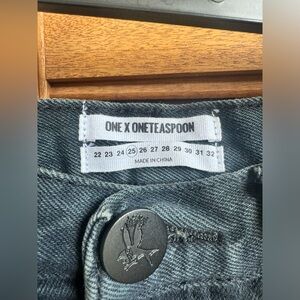 ONE X ONETEASPOON
22 23 24 (25) 26 27 28 29 30 31 32
MADE IN CHINA